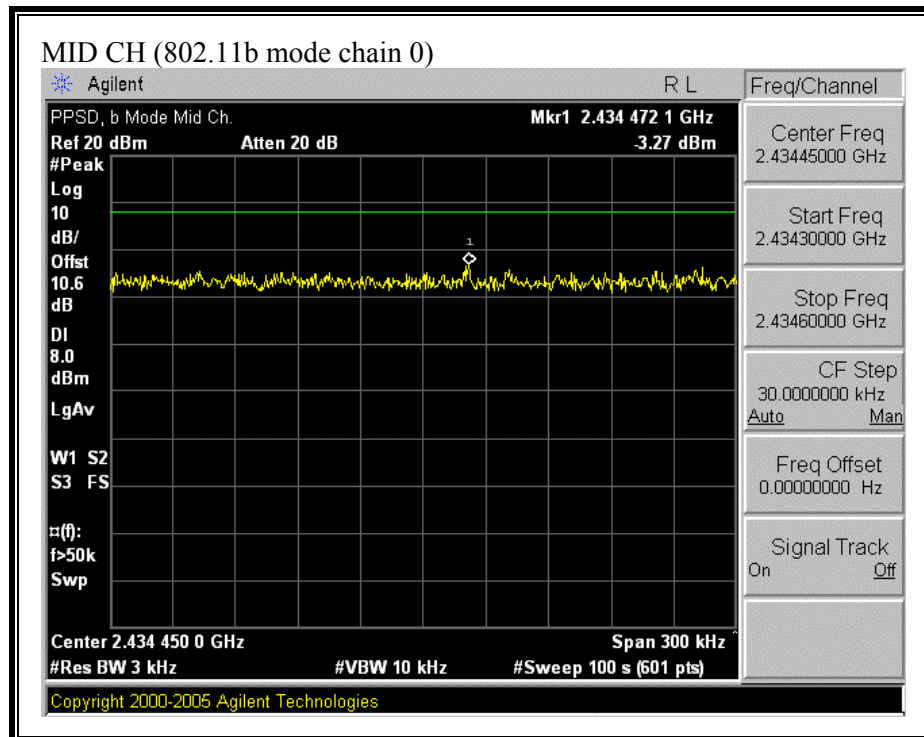 MID CH (802.11b mode chain 0)
Agilent R L
PPSD, b Mode Mid Ch. Mkr1 2.434 472 1 GHz
Ref 20 dBm Atten 20 dB -3.27 dBm
#Peak
Log
10
dB/
Offst
10.6
dB
DI
8.0
dBm
LgAv
W1 S2
S3 FS
¤(f):
f>50k
Swp
1
Center 2.434 450 0 GHz Span 300 kHz ^
#Res BW 3 kHz #VBW 10 kHz #Sweep 100 s (601 pts)
Freq/Channel
Center Freq
2.43445000 GHz
Start Freq
2.43430000 GHz
Stop Freq
2.43460000 GHz
CF Step
30.0000000 kHz
Auto Man
Freq Offset
0.00000000 Hz
Signal Track
On Off
Copyright 2000-2005 Agilent Technologies